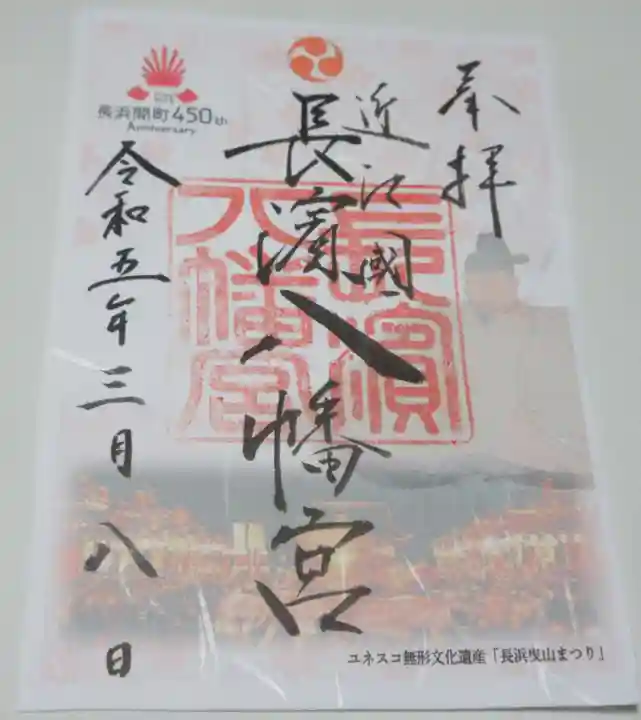 奉拝
近江國
長濱八幡宮
長濱八幡宮
令和五年三月八日
長浜開町450th
Anniversary
ユネスコ無形文化遺産「長浜曳山まつり」